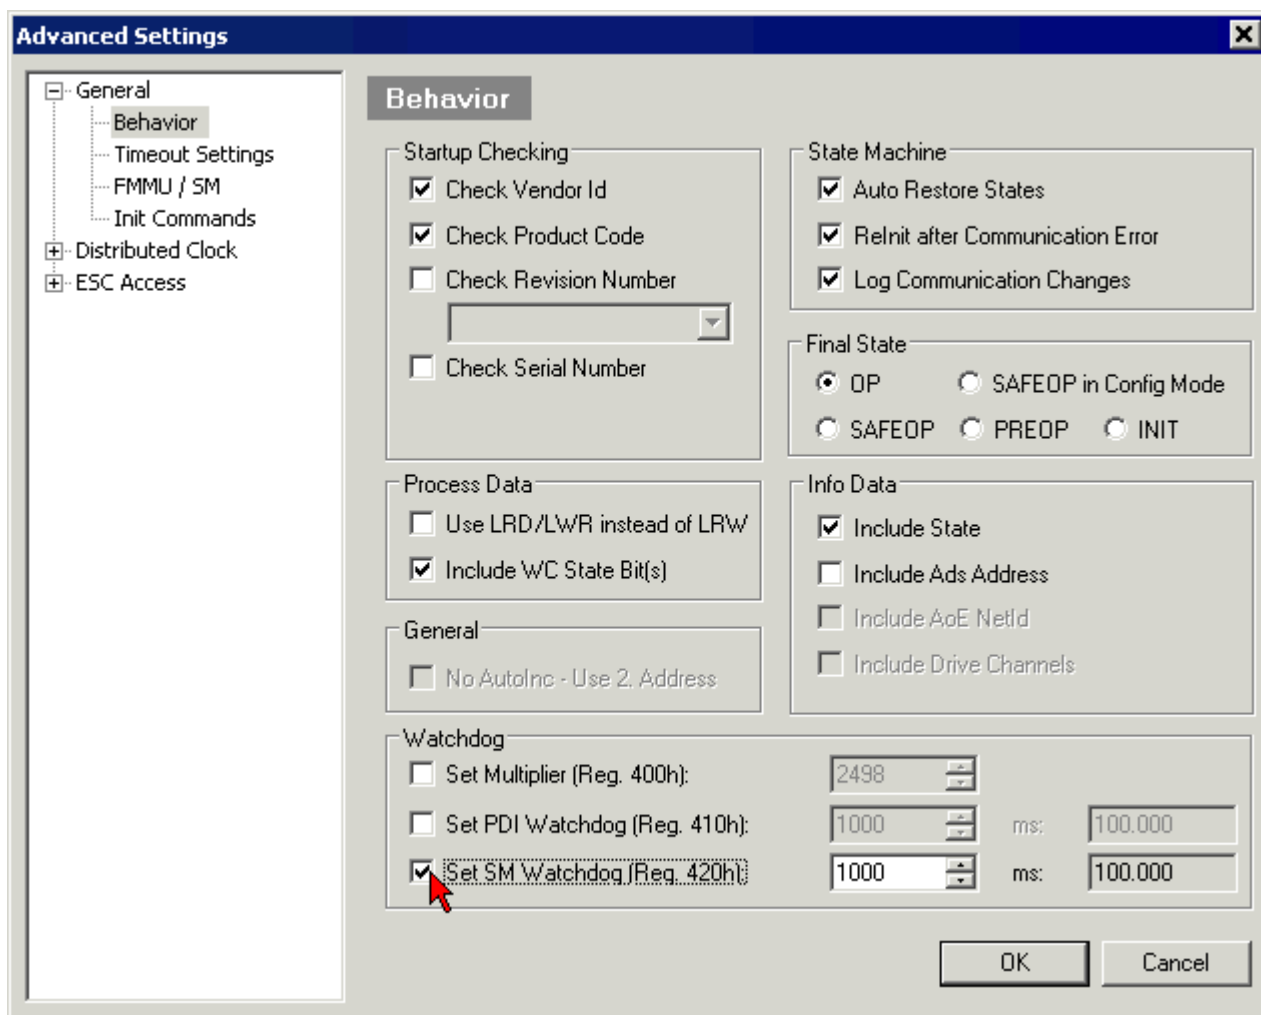 Advanced Settings
General
Behavior
Timeout Settings
FMMU / SM
Init Commands
Distributed Clock
ESC Access
Behavior
Startup Checking
Check Vendor Id
Check Product Code
Check Revision Number
Check Serial Number
State Machine
Auto Restore States
ReInit after Communication Error
Log Communication Changes
Final State
OP SAFEOP in Config Mode
SAFEOP PREOP INIT
Process Data
Use LRD/LWR instead of LRW
Include WC State Bit(s)
Info Data
Include State
Include Ads Address
Include AoE NetId
Include Drive Channels
General
No AutoInc - Use 2. Address
Watchdog
Set Multiplier (Reg. 400h): 2498
Set PDI Watchdog (Reg. 410h): 1000 ms: 100.000
Set SM Watchdog (Reg. 420h): 1000 ms: 100.000
OK Cancel